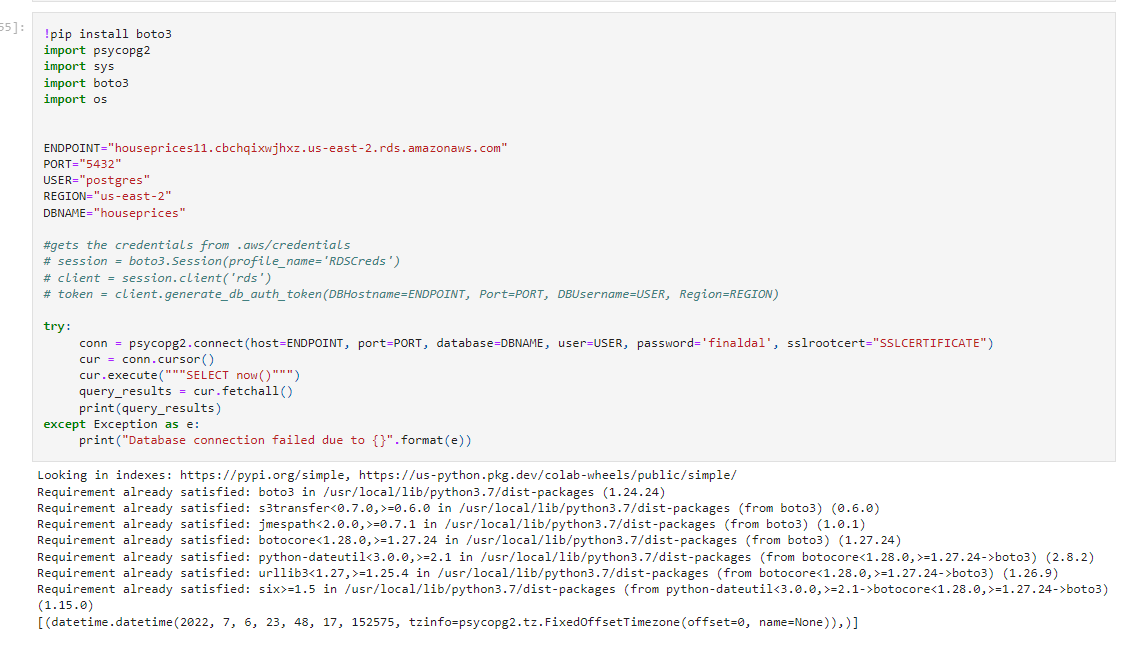 55]:
!pip install boto3
import psycopg2
import sys
import boto3
import os
ENDPOINT="houseprices11.cbchqixwjhxz.us-east-2.rds.amazonaws.com"
PORT="5432"
USER="postgres"
REGION="us-east-2"
DBNAME="houseprices"
#gets the credentials from .aws/credentials
# session = boto3.Session(profile_name='RDSCreds')
# client = session.client('rds')
# token = client.generate_db_auth_token(DBHostname=ENDPOINT, Port=PORT, DBUsername=USER, Region=REGION)
try:
conn = psycopg2.connect(host=ENDPOINT, port=PORT, database=DBNAME, user=USER, password='finaldal', sslrootcert="SSLCERTIFICATE")
cur = conn.cursor()
cur.execute("""SELECT now()""")
query_results = cur.fetchall()
print(query_results)
except Exception as e:
print("Database connection failed due to {}".format(e))
Looking in indexes: https://pypi.org/simple, https://us-python.pkg.dev/colab-wheels/public/simple/
Requirement already satisfied: boto3 in /usr/local/lib/python3.7/dist-packages (1.24.24)
Requirement already satisfied: s3transfer<0.7.0,>=0.6.0 in /usr/local/lib/python3.7/dist-packages (from boto3) (0.6.0)
Requirement already satisfied: jmespath<2.0.0,>=0.7.1 in /usr/local/lib/python3.7/dist-packages (from boto3) (1.0.1)
Requirement already satisfied: botocore<1.28.0,>=1.27.24 in /usr/local/lib/python3.7/dist-packages (from boto3) (1.27.24)
Requirement already satisfied: python-dateutil<3.0.0,>=2.1 in /usr/local/lib/python3.7/dist-packages (from botocore<1.28.0,>=1.27.24->boto3) (2.8.2)
Requirement already satisfied: urllib3<1.27,>=1.25.4 in /usr/local/lib/python3.7/dist-packages (from botocore<1.28.0,>=1.27.24->boto3) (1.26.9)
Requirement already satisfied: six>=1.5 in /usr/local/lib/python3.7/dist-packages (from python-dateutil<3.0.0,>=2.1->botocore<1.28.0,>=1.27.24->boto3)
(1.15.0)
[(datetime.datetime(2022, 7, 6, 23, 48, 17, 152575, tzinfo=psycopg2.tz.FixedOffsetTimezone(offset=0, name=None)),)]